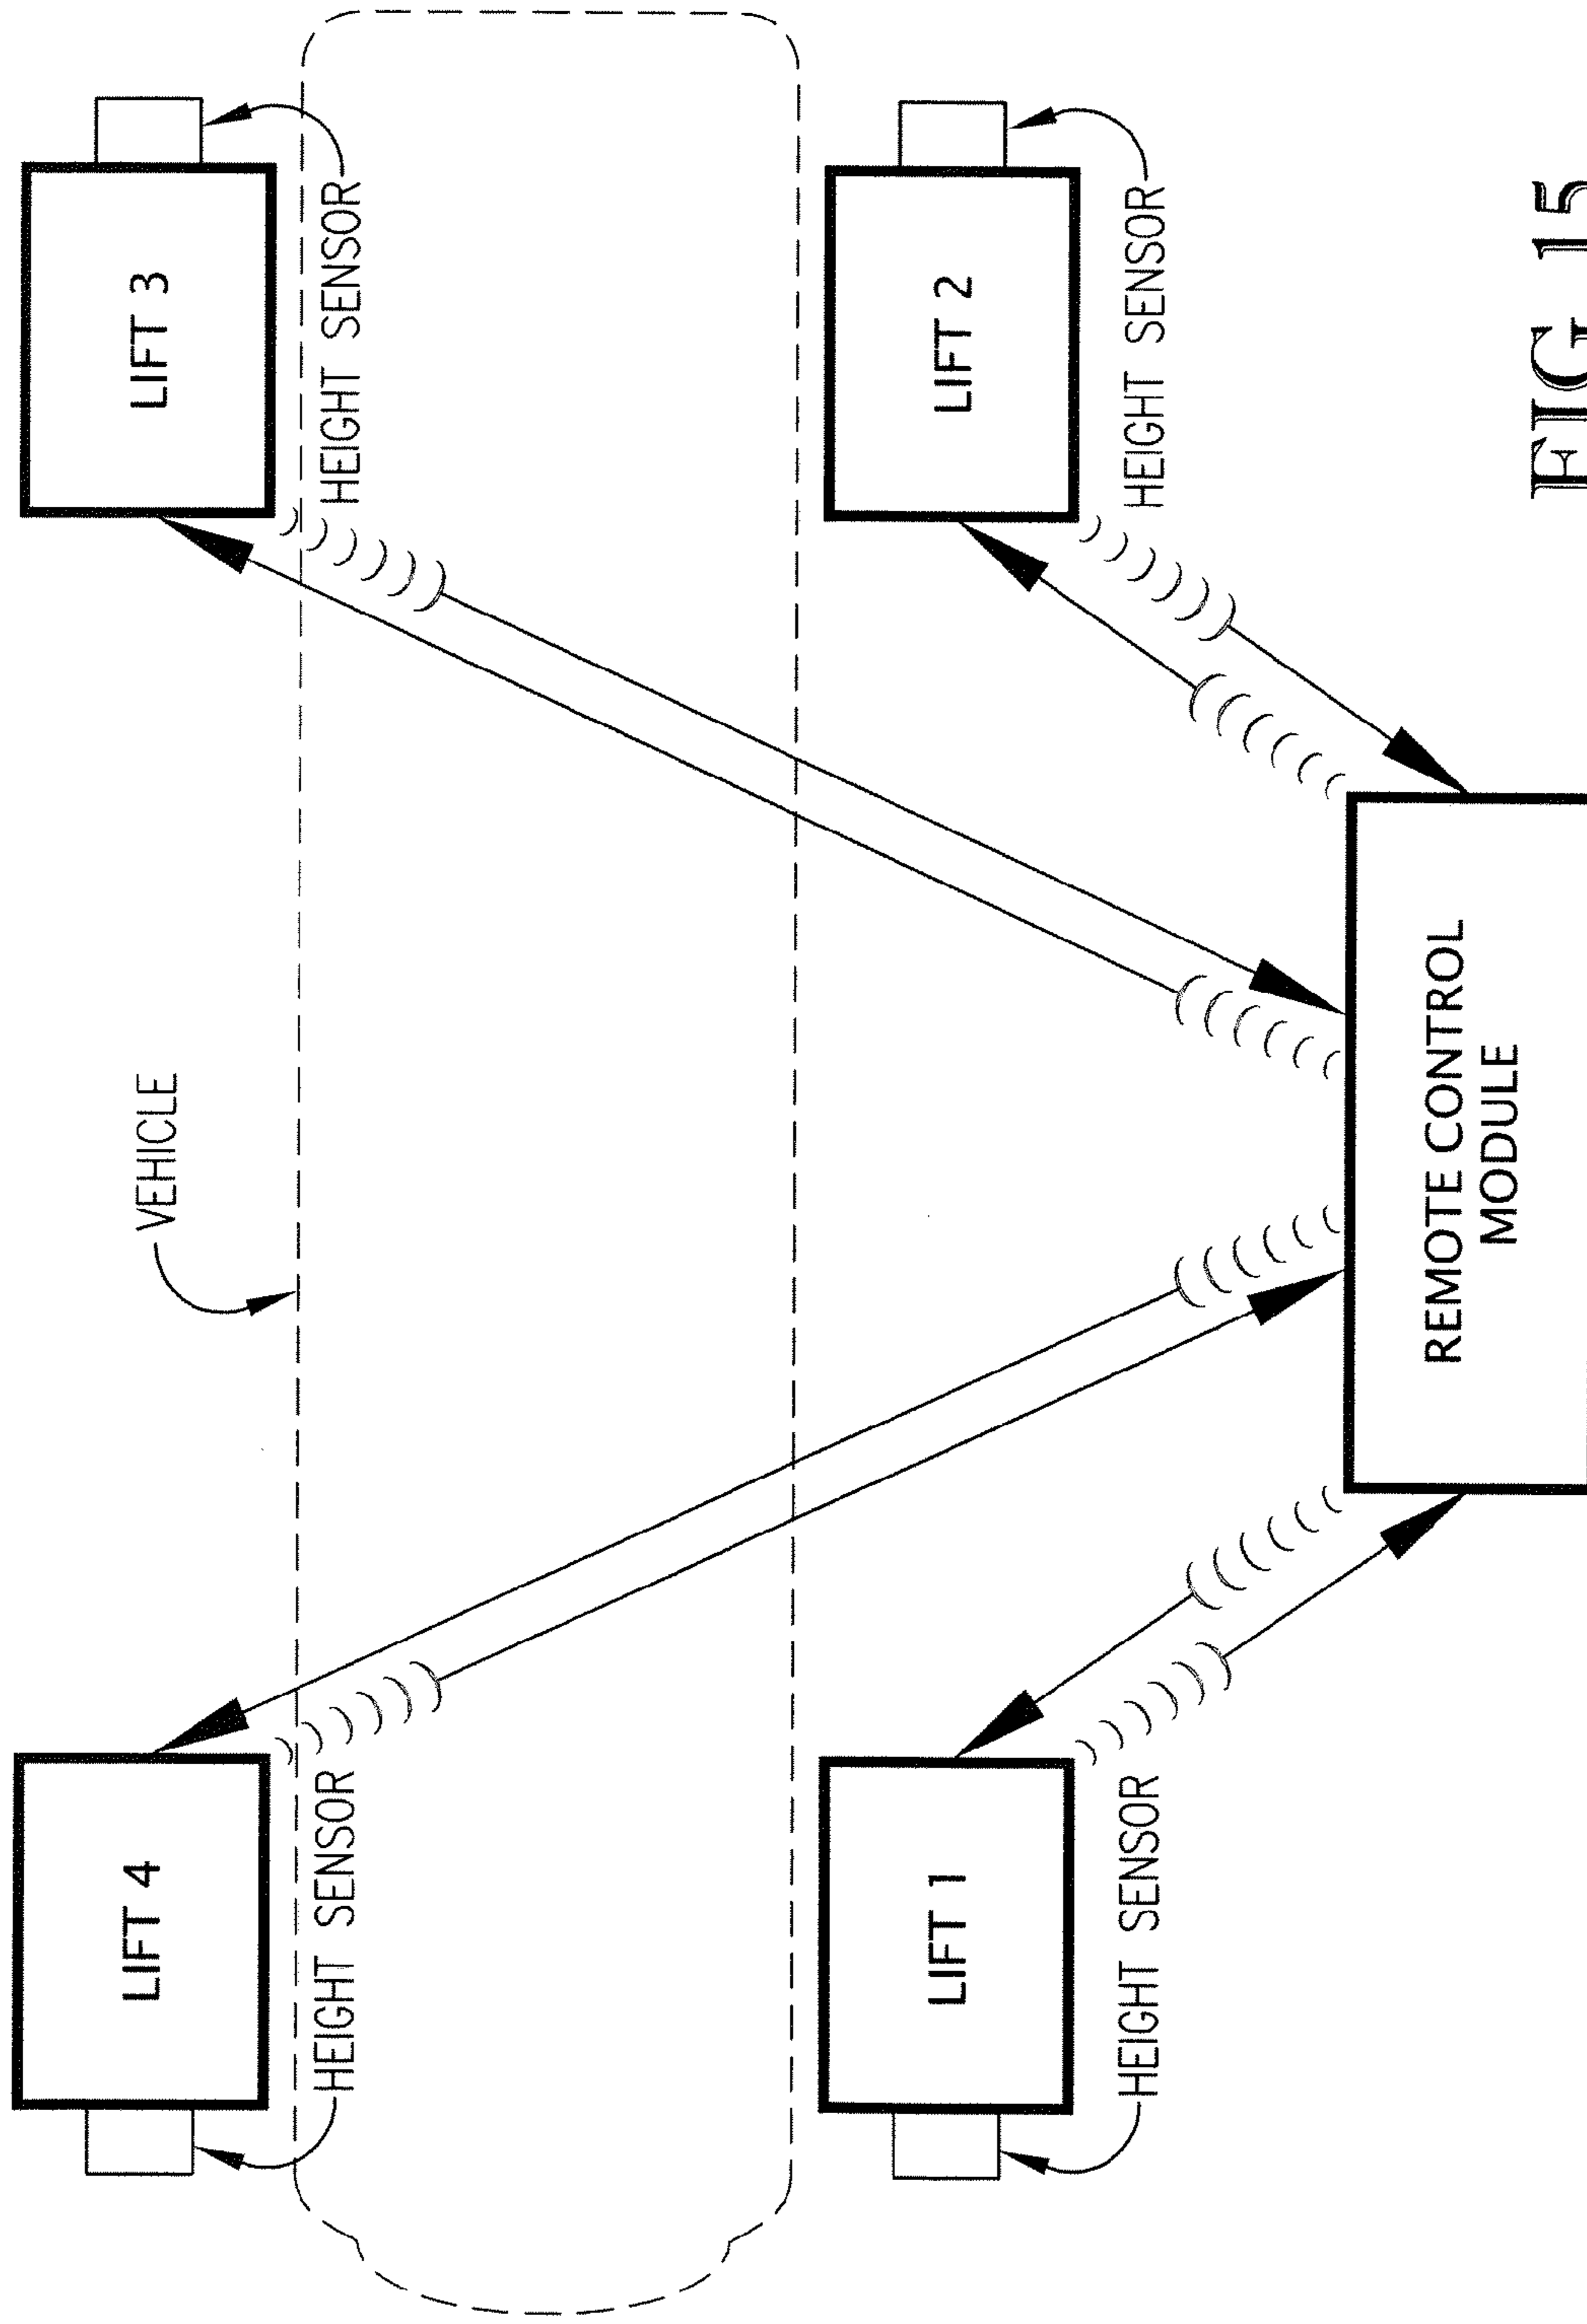 VEHICLE
LIFT 4
LIFT 3
HEIGHT SENSOR
HEIGHT SENSOR
LIFT 1
LIFT 2
HEIGHT SENSOR
HEIGHT SENSOR
REMOTE CONTROL
MODULE
FIG 15